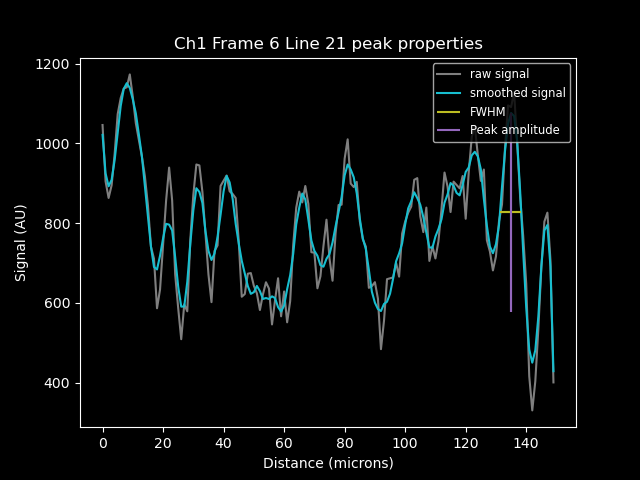 Ch1 Frame 6 Line 21 peak properties
raw signal
smoothed signal
FWHM
Peak amplitude
1200
1000
800
600
400
Signal (AU)
0
20
40
60
80
100
120
140
Distance (microns)